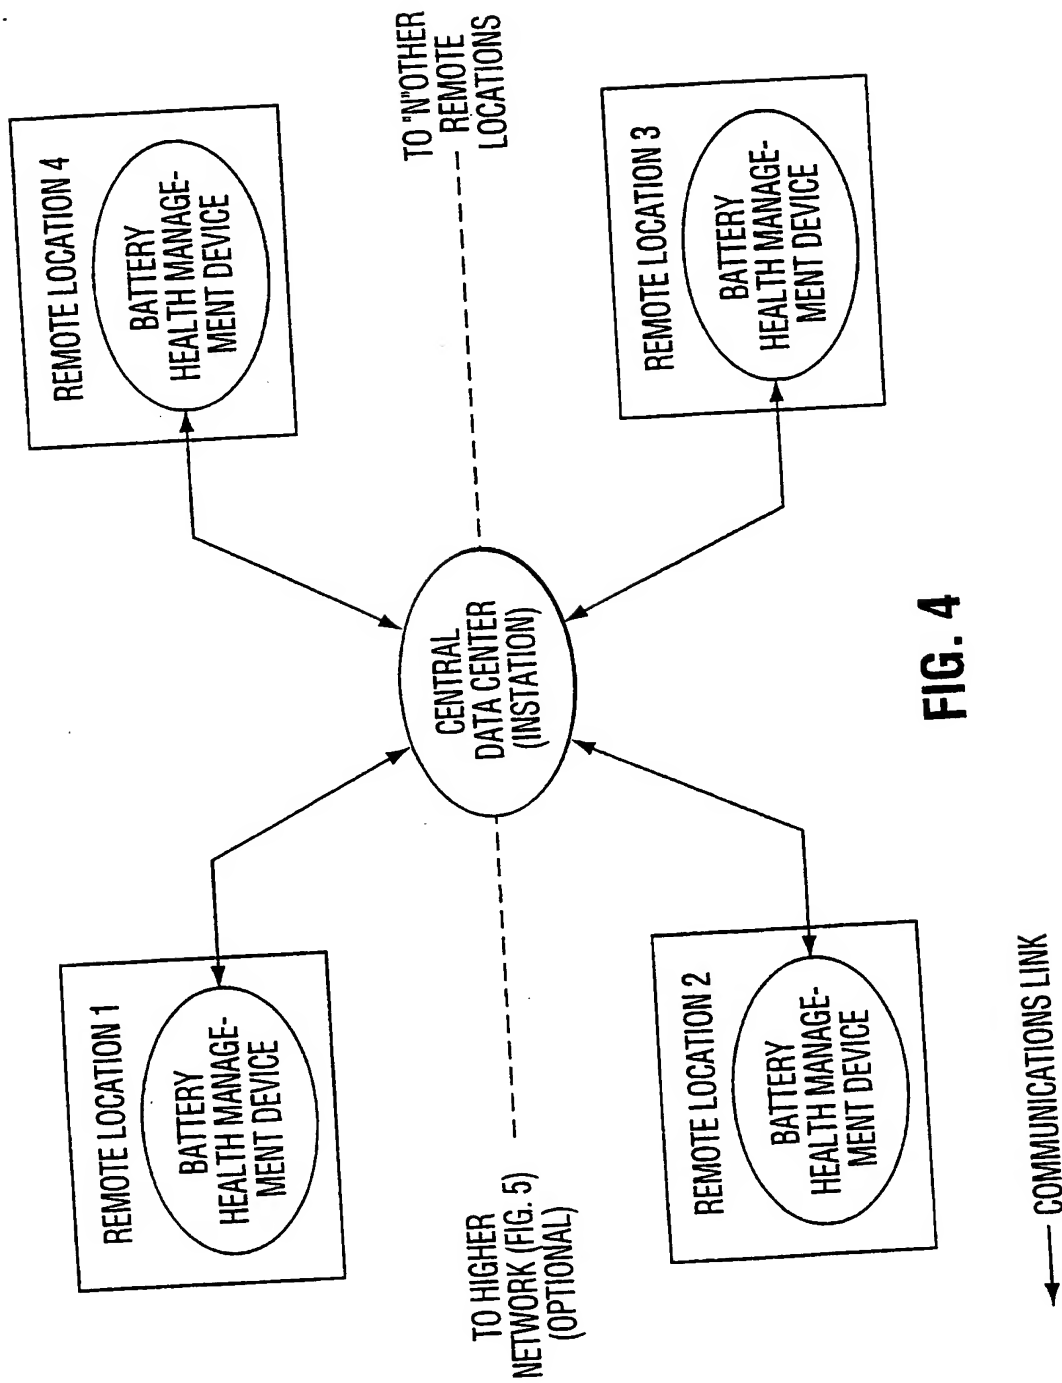 REMOTE LOCATION 1
BATTERY
HEALTH MANAGE-
MENT DEVICE
REMOTE LOCATION 4
BATTERY
HEALTH MANAGE-
MENT DEVICE
TO HIGHER
NETWORK (FIG. 5)
(OPTIONAL)
CENTRAL
DATA CENTER
(INSTATION)
TO "N"OTHER
REMOTE
LOCATIONS
REMOTE LOCATION 2
BATTERY
HEALTH MANAGE-
MENT DEVICE
REMOTE LOCATION 3
BATTERY
HEALTH MANAGE-
MENT DEVICE
FIG. 4
COMMUNICATIONS LINK